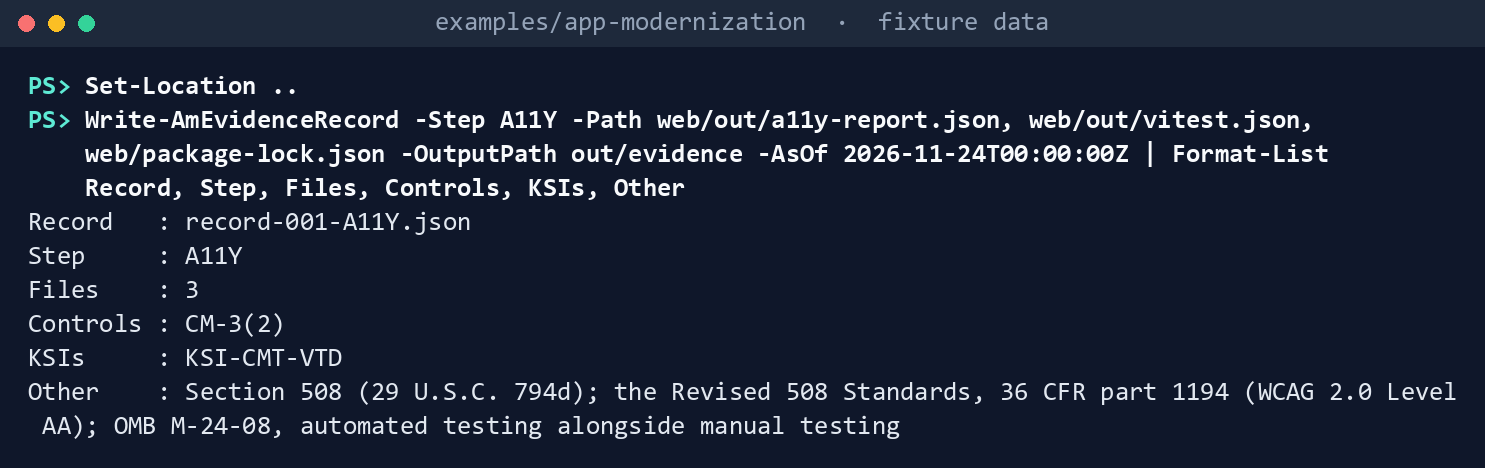 examples/app-modernization · fixture data
PS> Set-Location ..
PS> Write-AmEvidenceRecord -Step A11Y -Path web/out/a11y-report.json, web/out/vitest.json,
web/package-lock.json -OutputPath out/evidence -AsOf 2026-11-24T00:00:00Z | Format-List
Record, Step, Files, Controls, KSIs, Other
Record   : record-001-A11Y.json
Step     : A11Y
Files    : 3
Controls : CM-3(2)
KSIs     : KSI-CMT-VTD
Other    : Section 508 (29 U.S.C. 794d); the Revised 508 Standards, 36 CFR part 1194 (WCAG 2.0 Level
AA); OMB M-24-08, automated testing alongside manual testing